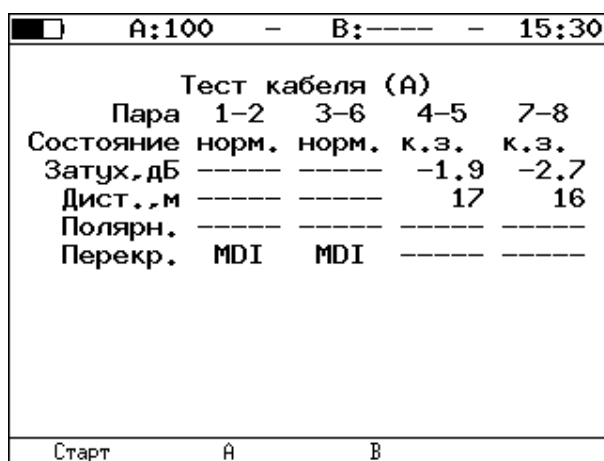 A:100 – B:---- – 15:30
Тест кабеля (A)
Пара 1–2 3–6 4–5 7–8
Состояние норм. норм. к.з. к.з.
Затух,дБ ----- ----- –1.9 –2.7
Дист.,м ----- ----- 17 16
Полярн. ----- ----- ----- -----
Перекр. MDI MDI ----- -----
Старт A B